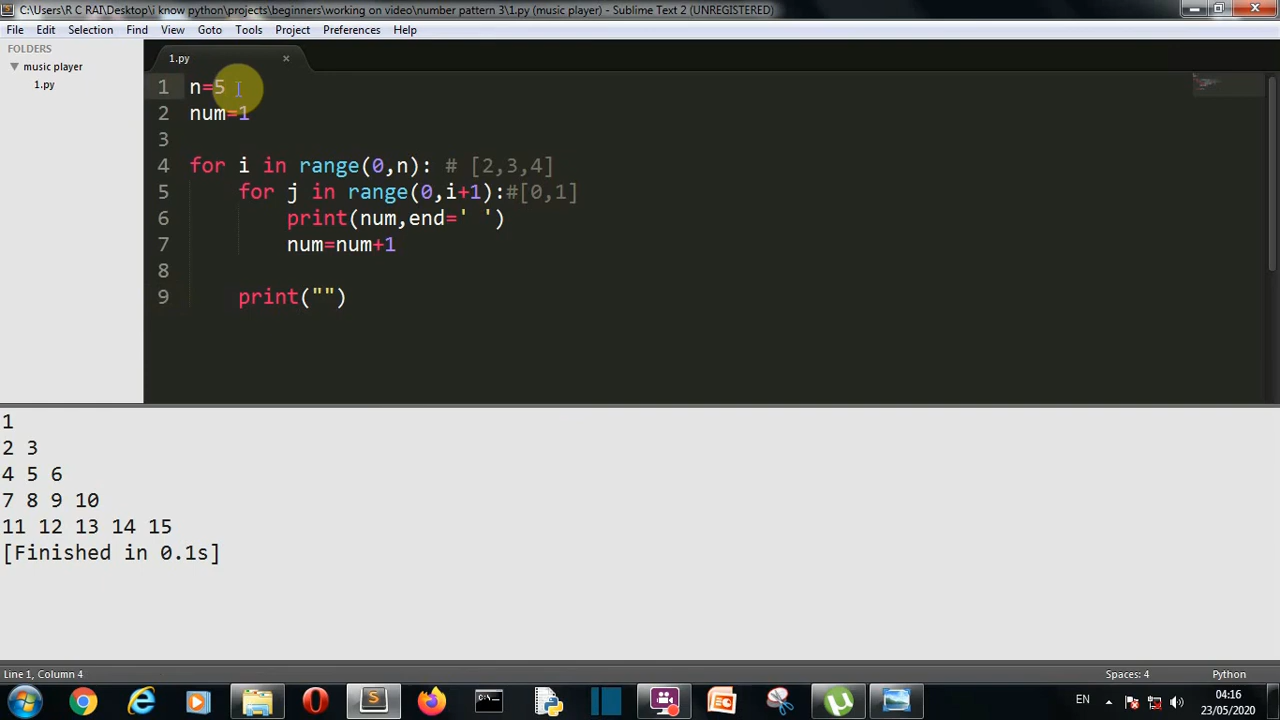 C:\Users\R C RAI\Desktop\i know python\projects\beginners\working on video\number pattern 3\1.py (music player) - Sublime Text 2 (UNREGISTERED)
File Edit Selection Find View Goto Tools Project Preferences Help
FOLDERS
music player
1.py
1.py ×
1 n=5
2 num=1
3
4 for i in range(0,n): # [2,3,4]
5 for j in range(0,i+1):#[0,1]
6 print(num,end=' ')
7 num=num+1
8
9 print("")
1
2 3
4 5 6
7 8 9 10
11 12 13 14 15
[Finished in 0.1s]
Line 1, Column 4 Spaces: 4 Python
EN 04:16
23/05/2020